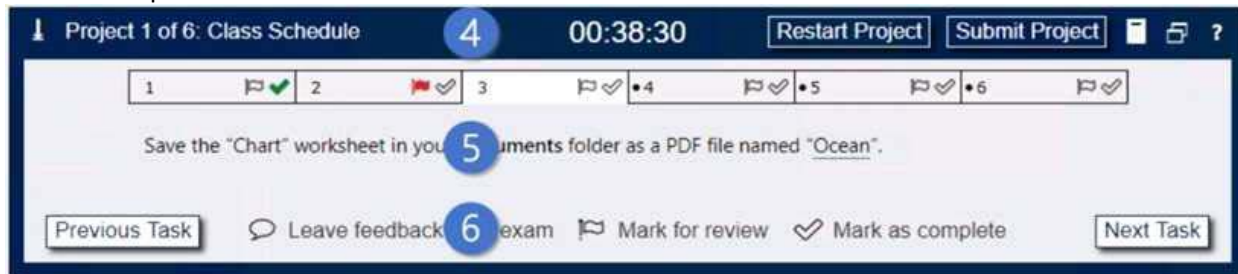 Project 1 of 6: Class Schedule 4 00:38:30 Restart Project Submit Project ?
1 2 3 •4 •5 •6
Save the "Chart" worksheet in you 5 uments folder as a PDF file named "Ocean".
Previous Task Leave feedback 6 exam Mark for review Mark as complete Next Task